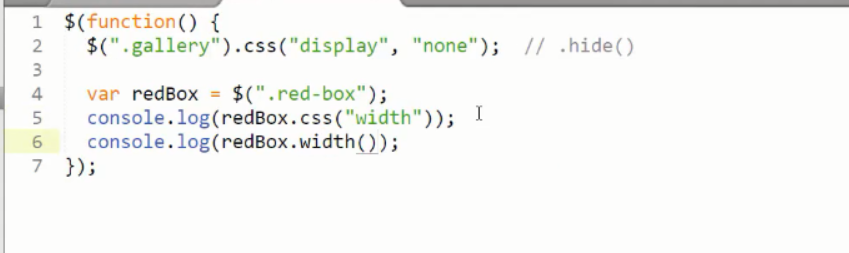 1 $(function() {
2 $(".gallery").css("display", "none"); // .hide()
3
4 var redBox = $(".red-box");
5 console.log(redBox.css("width"));
6 console.log(redBox.width());
7 });